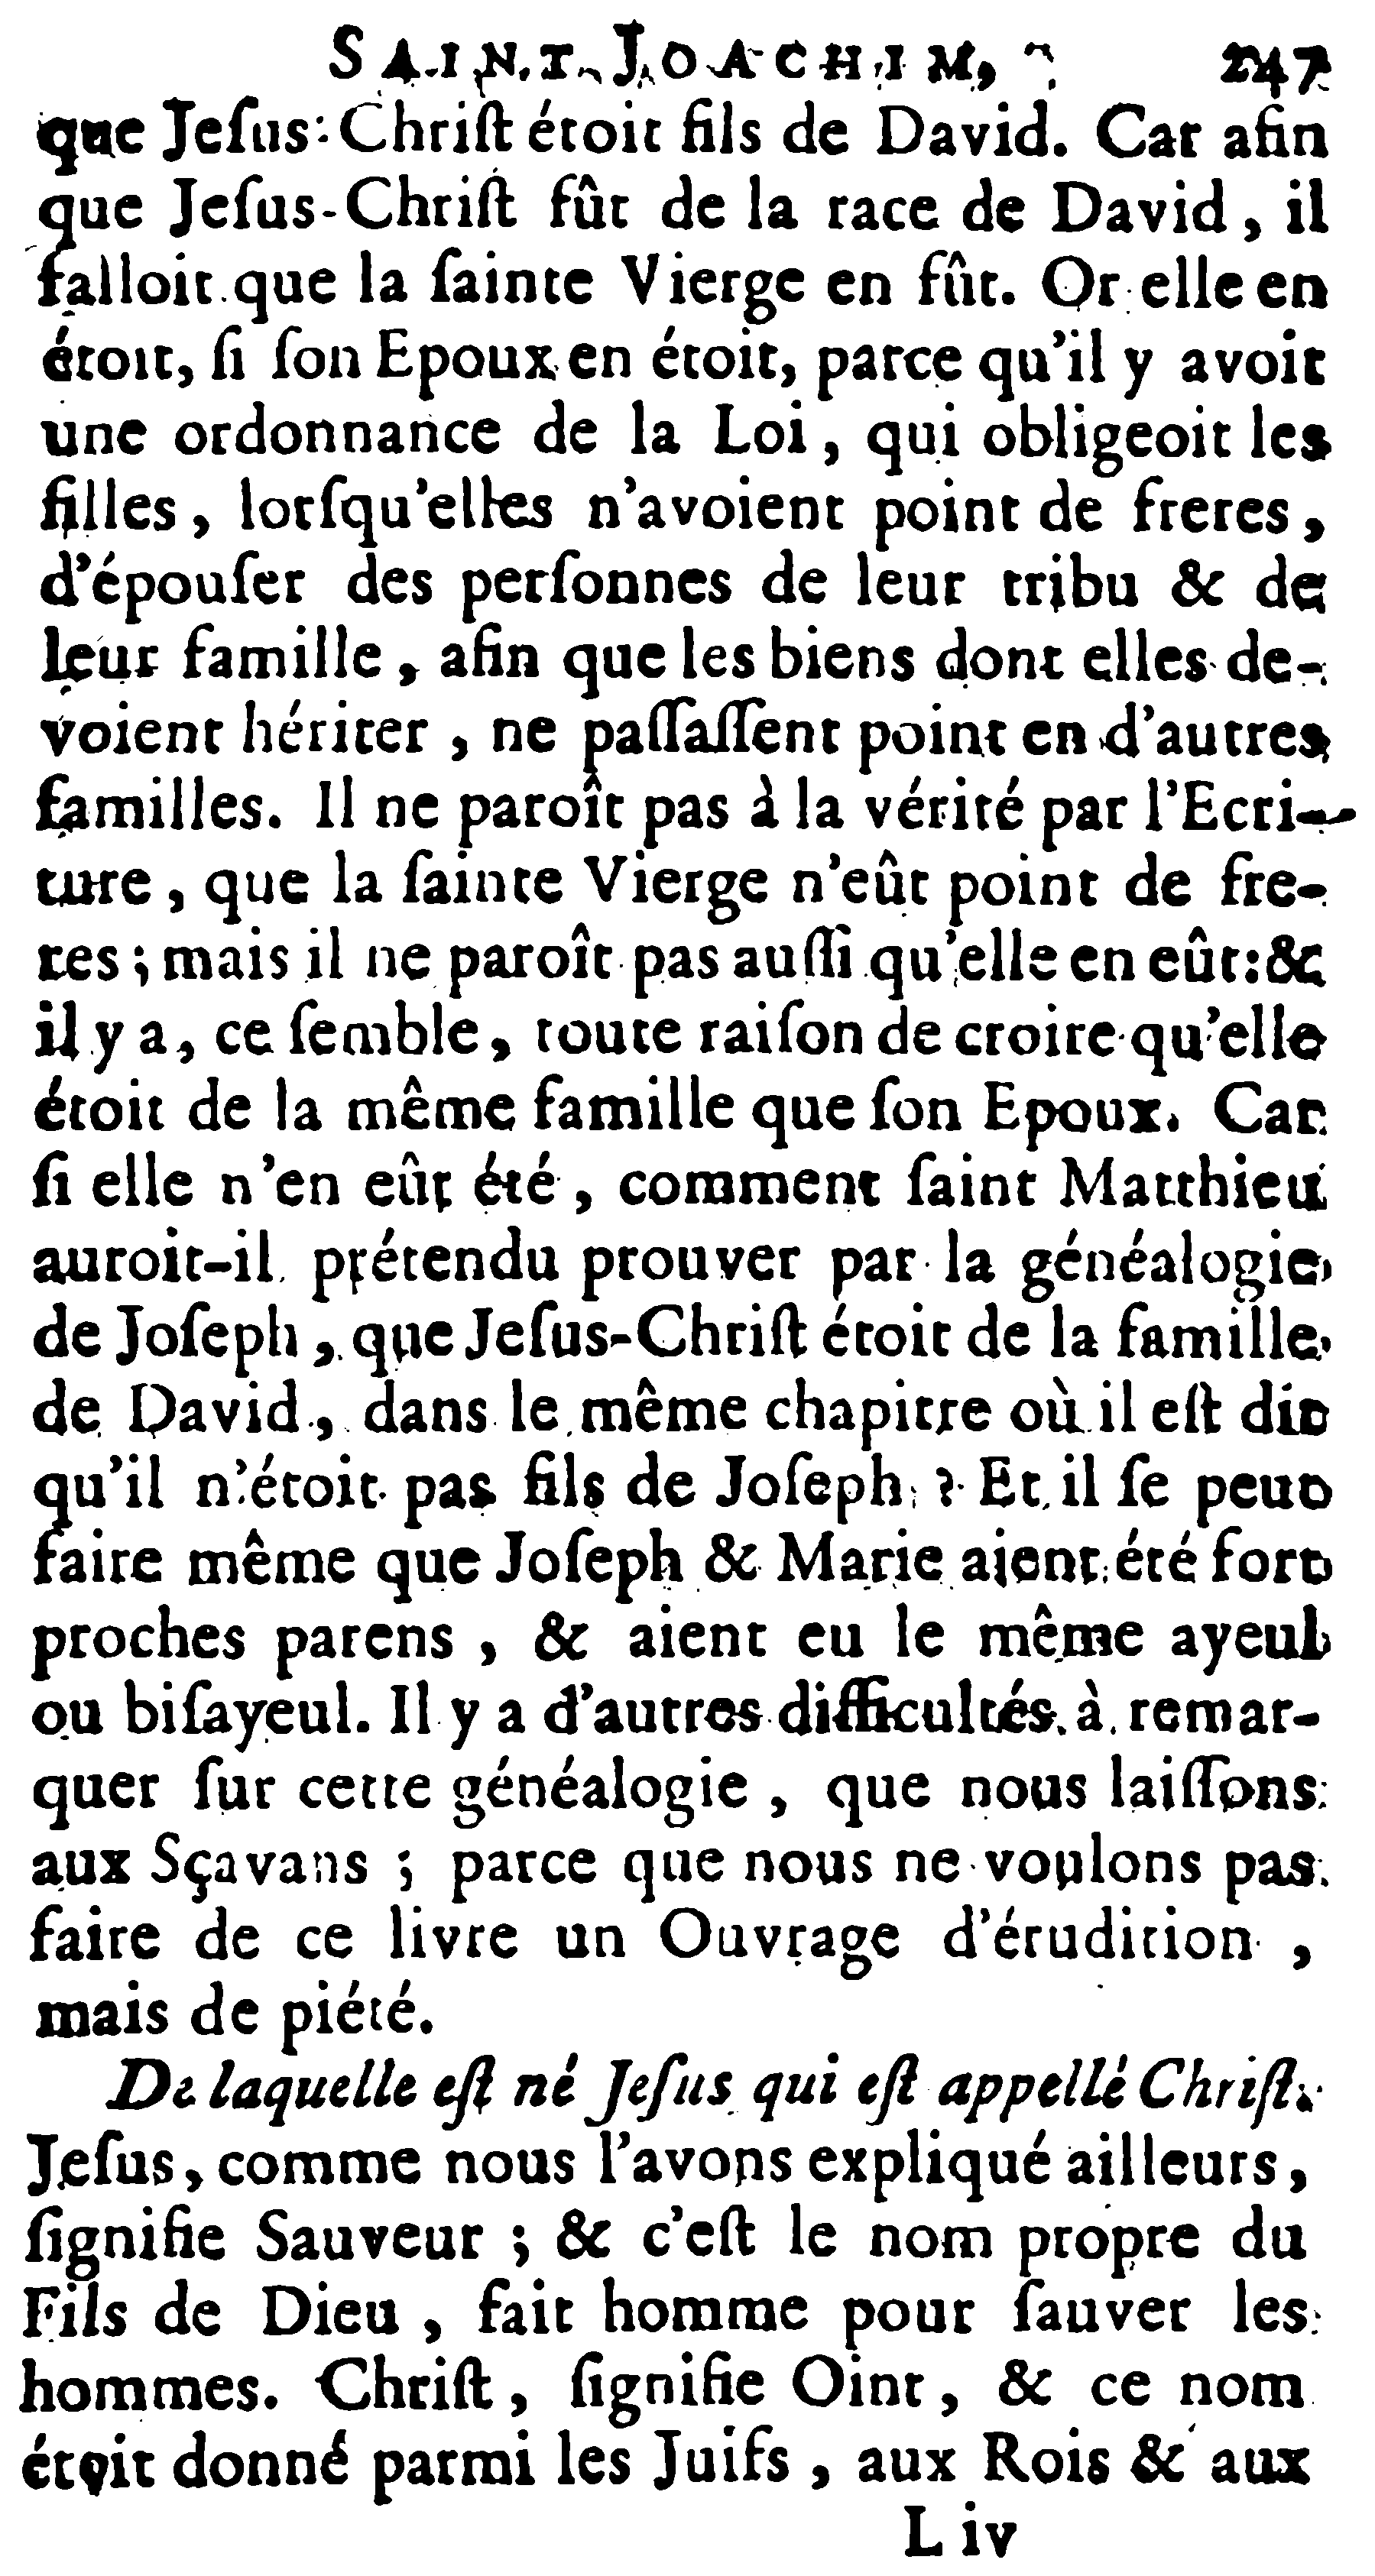 SAINT JOACHIM, 247
que Jeſus-Chriſt étoit fils de David. Car afin
que Jeſus-Chriſt fût de la race de David, il
falloit que la ſainte Vierge en fût. Or elle en
étoit, ſi ſon Epoux en étoit, parce qu'il y avoit
une ordonnance de la Loi, qui obligeoit les
filles, lorſqu'elles n'avoient point de freres,
d'épouſer des perſonnes de leur tribu & de
leur famille, afin que les biens dont elles de-
voient hériter, ne paſſaſſent point en d'autres
familles. Il ne paroît pas à la vérité par l'Ecri-
ture, que la ſainte Vierge n'eût point de fre-
res ; mais il ne paroît pas auſſi qu'elle en eût : &
il y a, ce ſemble, toute raiſon de croire qu'elle
étoit de la même famille que ſon Epoux. Car
ſi elle n'en eût été, comment ſaint Matthieu
auroit-il prétendu prouver par la généalogie
de Joſeph, que Jeſus-Chriſt étoit de la famille
de David, dans le même chapitre où il eſt dit
qu'il n'étoit pas fils de Joſeph ? Et il ſe peut
faire même que Joſeph & Marie aient été fort
proches parens, & aient eu le même ayeul
ou biſayeul. Il y a d'autres difficultés à remar-
quer ſur cette généalogie, que nous laiſſons
aux Sçavans ; parce que nous ne voulons pas
faire de ce livre un Ouvrage d'érudition,
mais de piété.
De laquelle eſt né Jeſus qui eſt appellé Chriſt.
Jeſus, comme nous l'avons expliqué ailleurs,
ſignifie Sauveur ; & c'eſt le nom propre du
Fils de Dieu, fait homme pour ſauver les
hommes. Chriſt, ſignifie Oint, & ce nom
étoit donné parmi les Juifs, aux Rois & aux
L iv